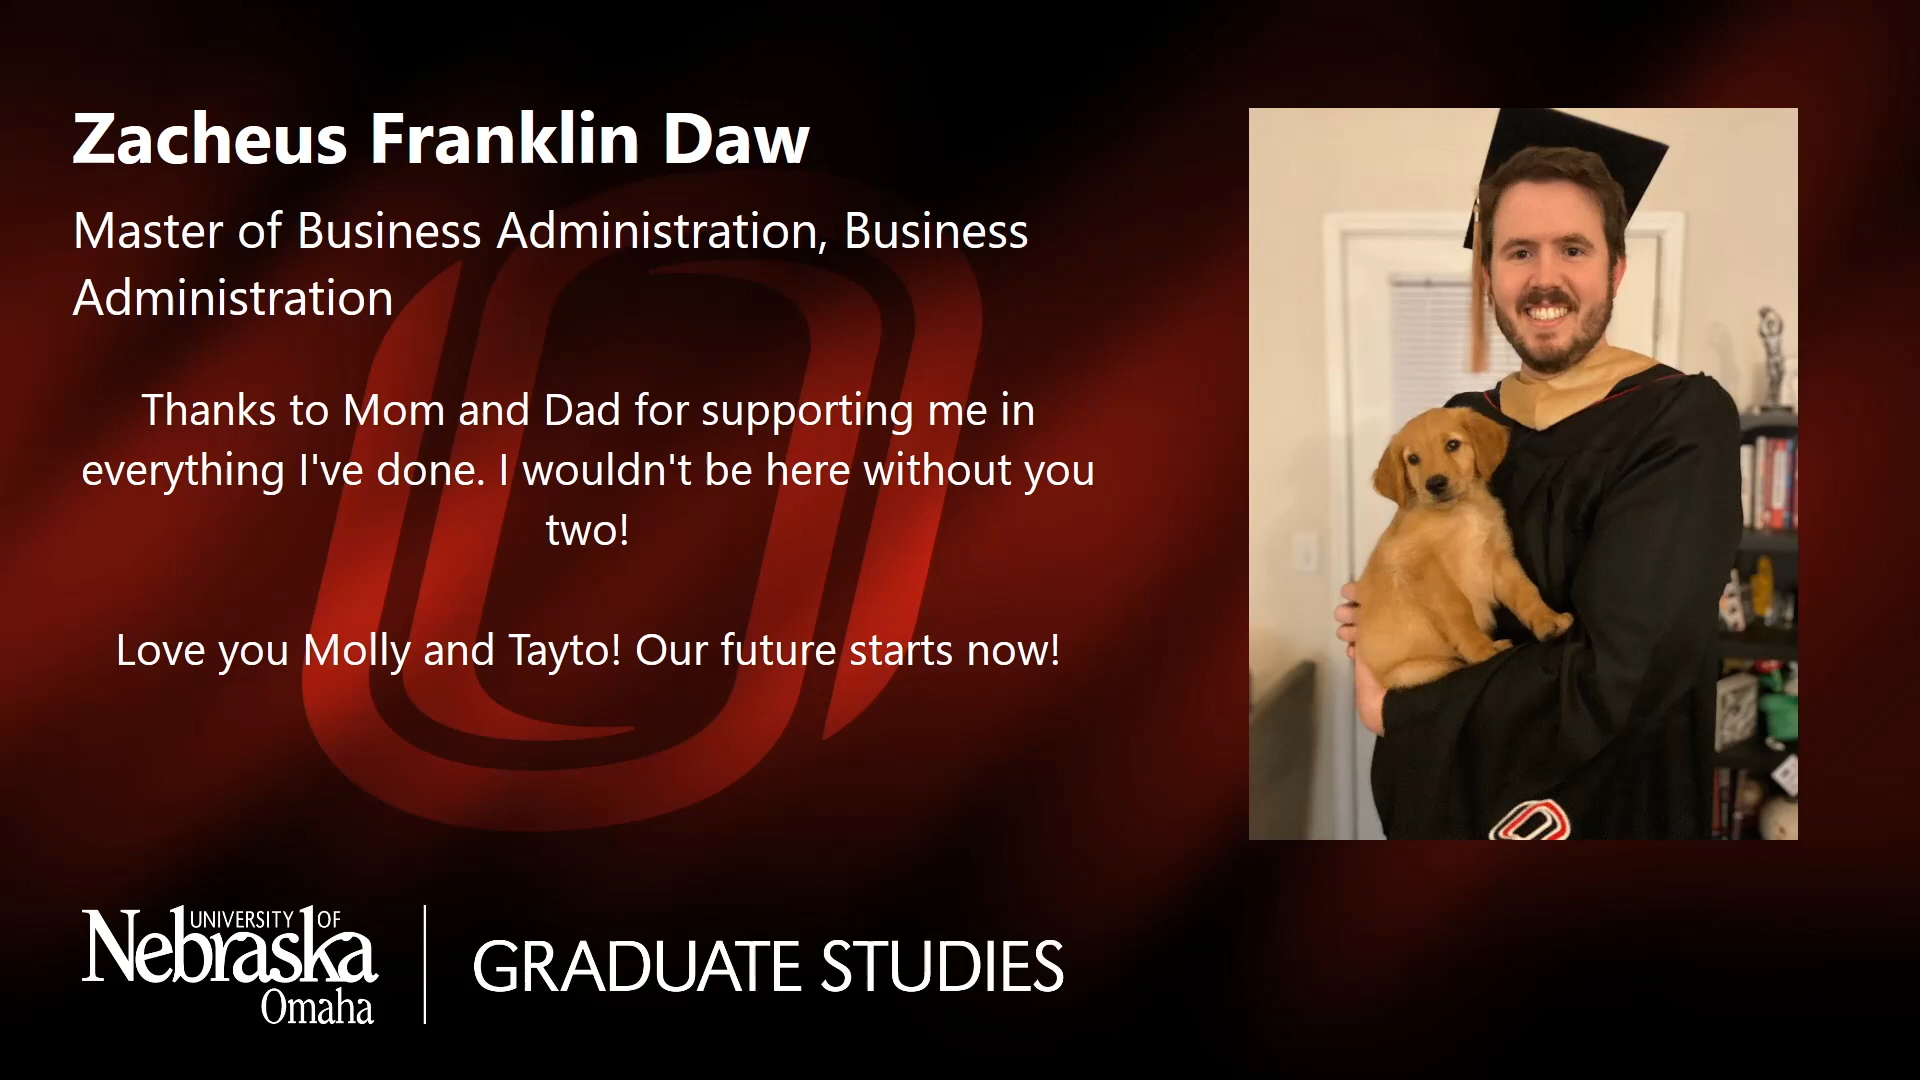 Zacheus Franklin Daw
Master of Business Administration, Business
Administration
Thanks to Mom and Dad for supporting me in
everything I've done. I wouldn't be here without you
two!
Love you Molly and Tayto! Our future starts now!
UNIVERSITY OF
Nebraska
Omaha
GRADUATE STUDIES